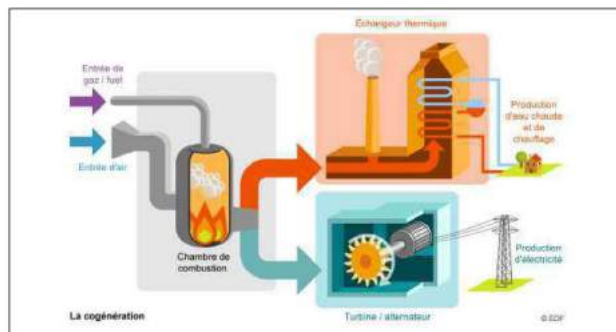 Échangeur thermique
Entrée de
gaz / fuel
Entrée d'air
Chambre de
combustion
Production
d'eau chaude
et de
chauffage
Production
d'électricité
Turbine / alternateur
La cogénération
© EDF